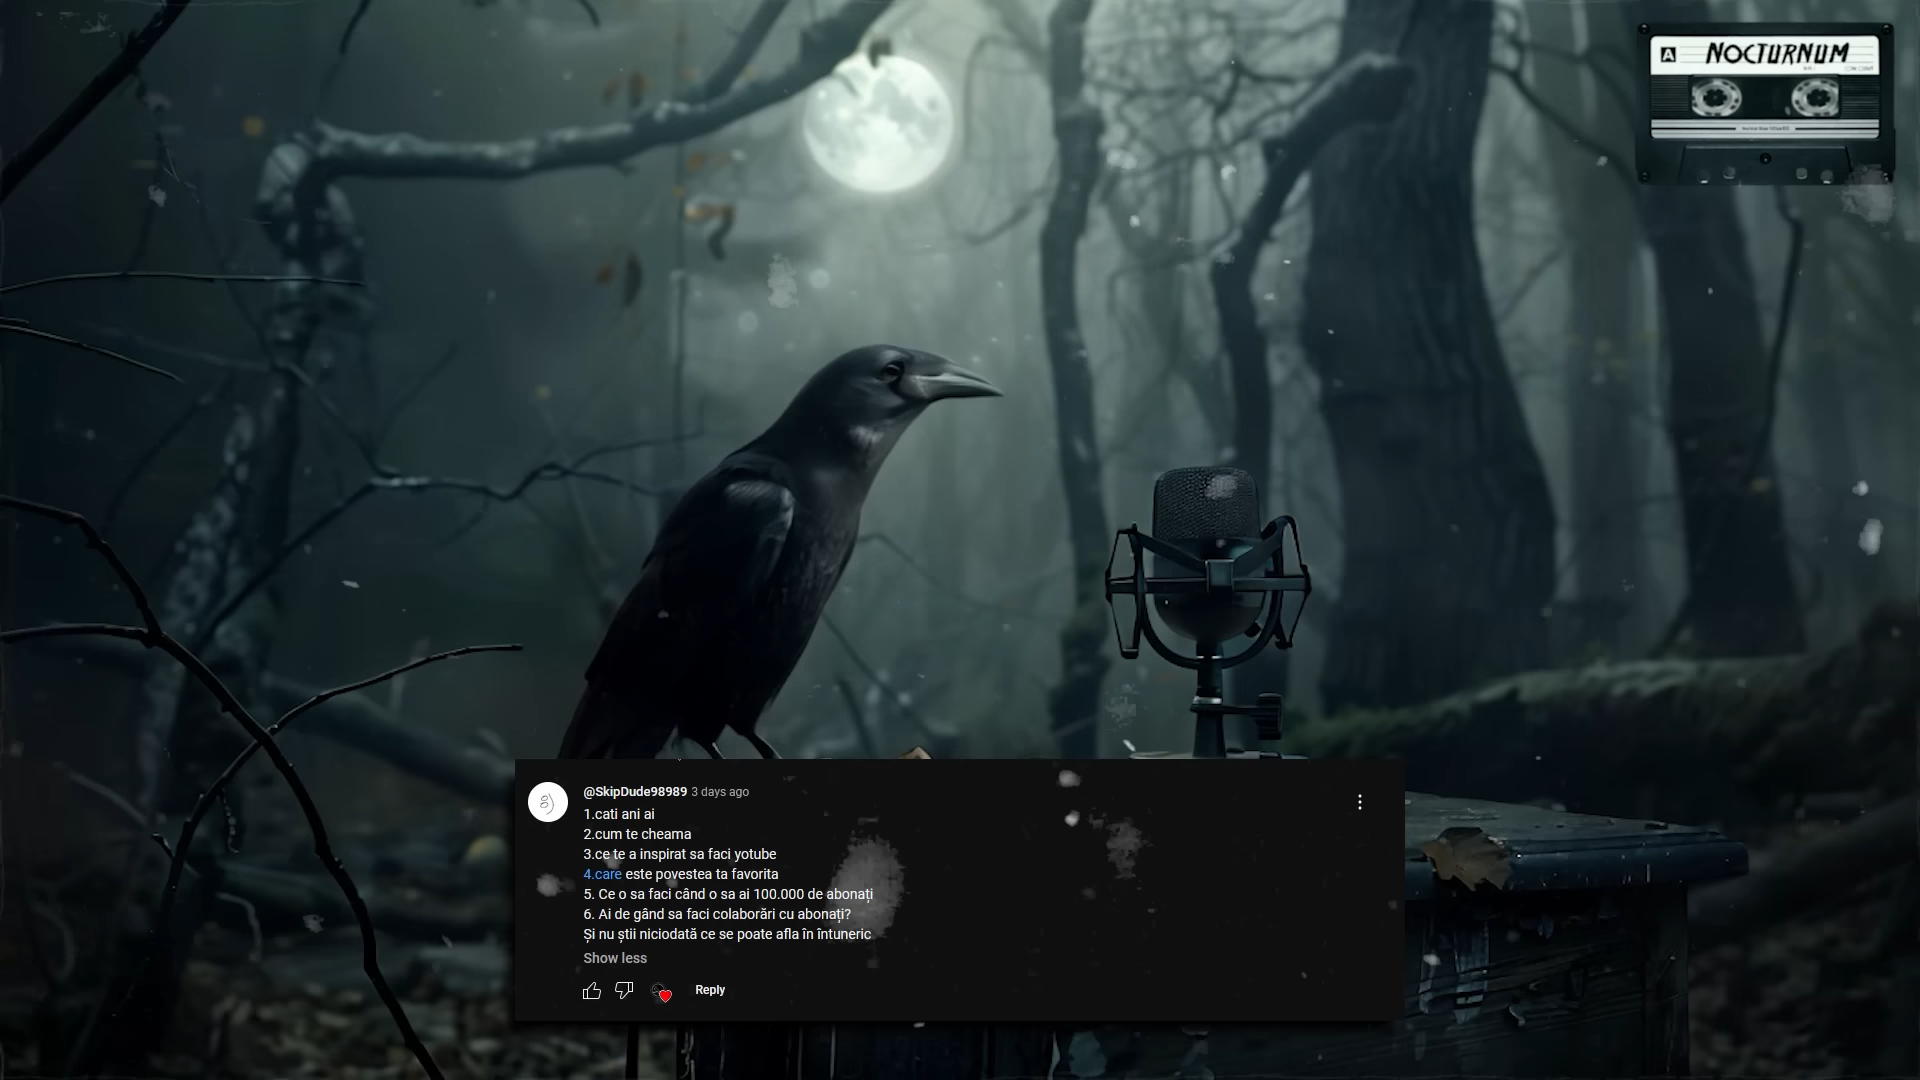 A NOCTURNUM
@SkipDude98989 3 days ago
1.cati ani ai
2.cum te cheama
3.ce te a inspirat sa faci yotube
4.care este povestea ta favorita
5. Ce o sa faci când o sa ai 100.000 de abonați
6. Ai de gând sa faci colaborări cu abonați?
Și nu știi niciodată ce se poate afla în întuneric
Show less
Reply